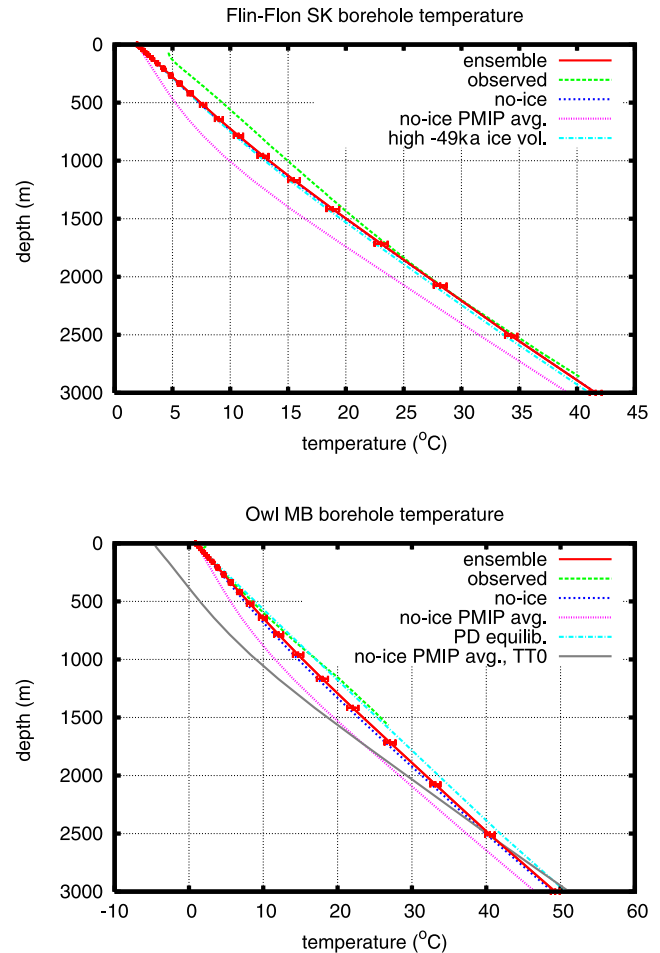 Flin-Flon SK borehole temperature
0
500
1000
1500
2000
2500
3000
depth (m)
ensemble
observed
no-ice
no-ice PMIP avg.
high -49ka ice vol.
0 5 10 15 20 25 30 35 40 45
temperature (°C)
Owl MB borehole temperature
0
500
1000
1500
2000
2500
3000
depth (m)
ensemble
observed
no-ice
no-ice PMIP avg.
PD equilib.
no-ice PMIP avg., TT0
-10 0 10 20 30 40 50 60
temperature (°C)